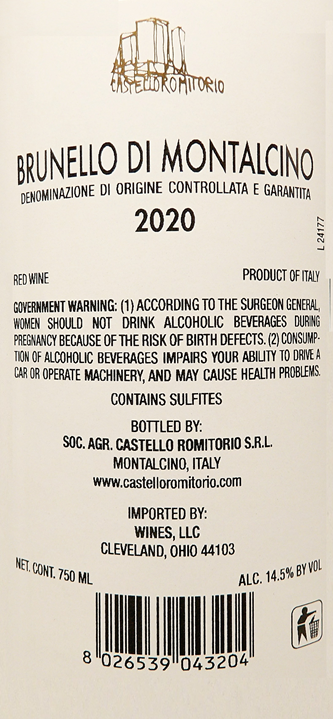 CASTELLO ROMITORIO
BRUNELLO DI MONTALCINO
DENOMINAZIONE DI ORIGINE CONTROLLATA E GARANTITA
2020
L 24177
RED WINE
PRODUCT OF ITALY
GOVERNMENT WARNING: (1) ACCORDING TO THE SURGEON GENERAL,
WOMEN SHOULD NOT DRINK ALCOHOLIC BEVERAGES DURING
PREGNANCY BECAUSE OF THE RISK OF BIRTH DEFECTS. (2) CONSUMP-
TION OF ALCOHOLIC BEVERAGES IMPAIRS YOUR ABILITY TO DRIVE A
CAR OR OPERATE MACHINERY, AND MAY CAUSE HEALTH PROBLEMS.
CONTAINS SULFITES
BOTTLED BY:
SOC. AGR. CASTELLO ROMITORIO S.R.L.
MONTALCINO, ITALY
www.castelloromitorio.com
IMPORTED BY:
WINES, LLC
CLEVELAND, OHIO 44103
NET. CONT. 750 ML
ALC. 14.5% BY VOL
8 026539 043204